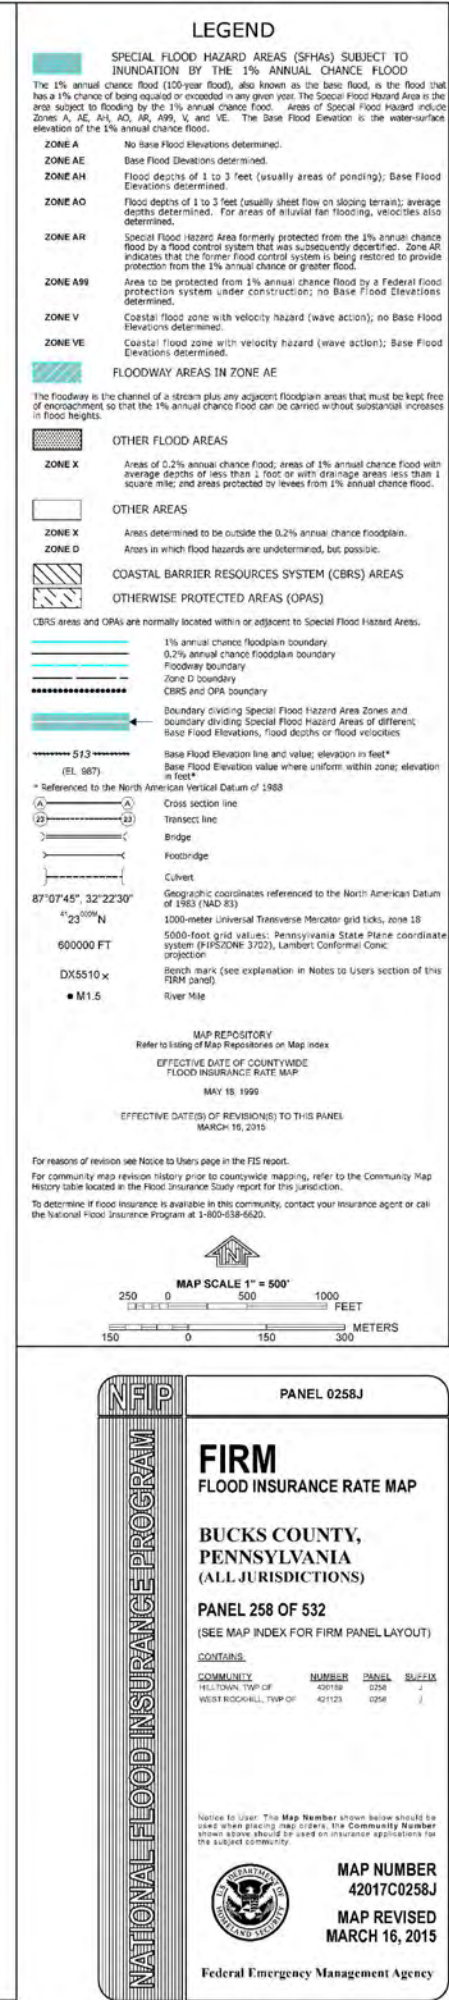 LEGEND
SPECIAL FLOOD HAZARD AREAS (SFHAs) SUBJECT TO
INUNDATION BY THE 1% ANNUAL CHANCE FLOOD
The 1% annual chance flood (100-year flood), also known as the base flood, is the flood that
has a 1% chance of being equaled or exceeded in any given year. The Special Flood Hazard Area is the
area subject to flooding by the 1% annual chance flood. Areas of Special Flood Hazard include
Zones A, AE, AH, AO, AR, A99, V, and VE. The Base Flood Elevation is the water-surface
elevation of the 1% annual chance flood.
ZONE A No Base Flood Elevations determined.
ZONE AE Base Flood Elevations determined.
ZONE AH Flood depths of 1 to 3 feet (usually areas of ponding); Base Flood
Elevations determined.
ZONE AO Flood depths of 1 to 3 feet (usually sheet flow on sloping terrain); average
depths determined. For areas of alluvial fan flooding, velocities also
determined.
ZONE AR Special Flood Hazard Area formerly protected from the 1% annual chance
flood by a flood control system that was subsequently decertified. Zone AR
indicates that the former flood control system is being restored to provide
protection from the 1% annual chance or greater flood.
ZONE A99 Area to be protected from 1% annual chance flood by a Federal flood
protection system under construction; no Base Flood Elevations
determined.
ZONE V Coastal flood zone with velocity hazard (wave action); no Base Flood
Elevations determined.
ZONE VE Coastal flood zone with velocity hazard (wave action); Base Flood
Elevations determined.
FLOODWAY AREAS IN ZONE AE
The floodway is the channel of a stream plus any adjacent floodplain areas that must be kept free
of encroachment so that the 1% annual chance flood can be carried without substantial increases
in flood heights.
OTHER FLOOD AREAS
ZONE X Areas of 0.2% annual chance flood; areas of 1% annual chance flood with
average depths of less than 1 foot or with drainage areas less than 1
square mile; and areas protected by levees from 1% annual chance flood.
OTHER AREAS
ZONE X Areas determined to be outside the 0.2% annual chance floodplain.
ZONE D Areas in which flood hazards are undetermined, but possible.
COASTAL BARRIER RESOURCES SYSTEM (CBRS) AREAS
OTHERWISE PROTECTED AREAS (OPAS)
CBRS areas and OPAs are normally located within or adjacent to Special Flood Hazard Areas.
1% annual chance floodplain boundary
0.2% annual chance floodplain boundary
Floodway boundary
Zone D boundary
CBRS and OPA boundary
Boundary dividing Special Flood Hazard Area Zones and
boundary dividing Special Flood Hazard Areas of different
Base Flood Elevations, flood depths or flood velocities
513 Base Flood Elevation line and value; elevation in feet*
(EL 987) Base Flood Elevation value where uniform within zone; elevation
in feet*
* Referenced to the North American Vertical Datum of 1988
A A Cross section line
23 23 Transect line
Bridge
Footbridge
Culvert
87°07'45", 32°22'30" Geographic coordinates referenced to the North American Datum
of 1983 (NAD 83)
4123000M N 1000-meter Universal Transverse Mercator grid ticks, zone 18
600000 FT 5000-foot grid values: Pennsylvania State Plane coordinate
system (FIPSZONE 3702), Lambert Conformal Conic
projection
DX5510 x Bench mark (see explanation in Notes to Users section of this
FIRM panel)
● M1.5 River Mile
MAP REPOSITORY
Refer to listing of Map Repositories on Map Index
EFFECTIVE DATE OF COUNTYWIDE
FLOOD INSURANCE RATE MAP
MAY 18, 1999
EFFECTIVE DATE(S) OF REVISION(S) TO THIS PANEL
MARCH 16, 2015
For reasons of revision see Notice to Users page in the FIS report.
For community map revision history prior to countywide mapping, refer to the Community Map
History table located in the Flood Insurance Study report for this jurisdiction.
To determine if flood insurance is available in this community, contact your insurance agent or call
the National Flood Insurance Program at 1-800-638-6620.
N
MAP SCALE 1" = 500'
250 0 500 1000
FEET
METERS
150 0 150 300
NFIP
NATIONAL FLOOD INSURANCE PROGRAM
PANEL 0258J
FIRM
FLOOD INSURANCE RATE MAP
BUCKS COUNTY,
PENNSYLVANIA
(ALL JURISDICTIONS)
PANEL 258 OF 532
(SEE MAP INDEX FOR FIRM PANEL LAYOUT)
CONTAINS:
COMMUNITY NUMBER PANEL SUFFIX
HILLTOWN, TWP OF 420189 0258 J
WEST ROCKHILL, TWP OF 421123 0258 J
Notice to User: The Map Number shown below should be
used when placing map orders; the Community Number
shown above should be used on insurance applications for
the subject community.
U.S. DEPARTMENT OF HOMELAND SECURITY
MAP NUMBER
42017C0258J
MAP REVISED
MARCH 16, 2015
Federal Emergency Management Agency